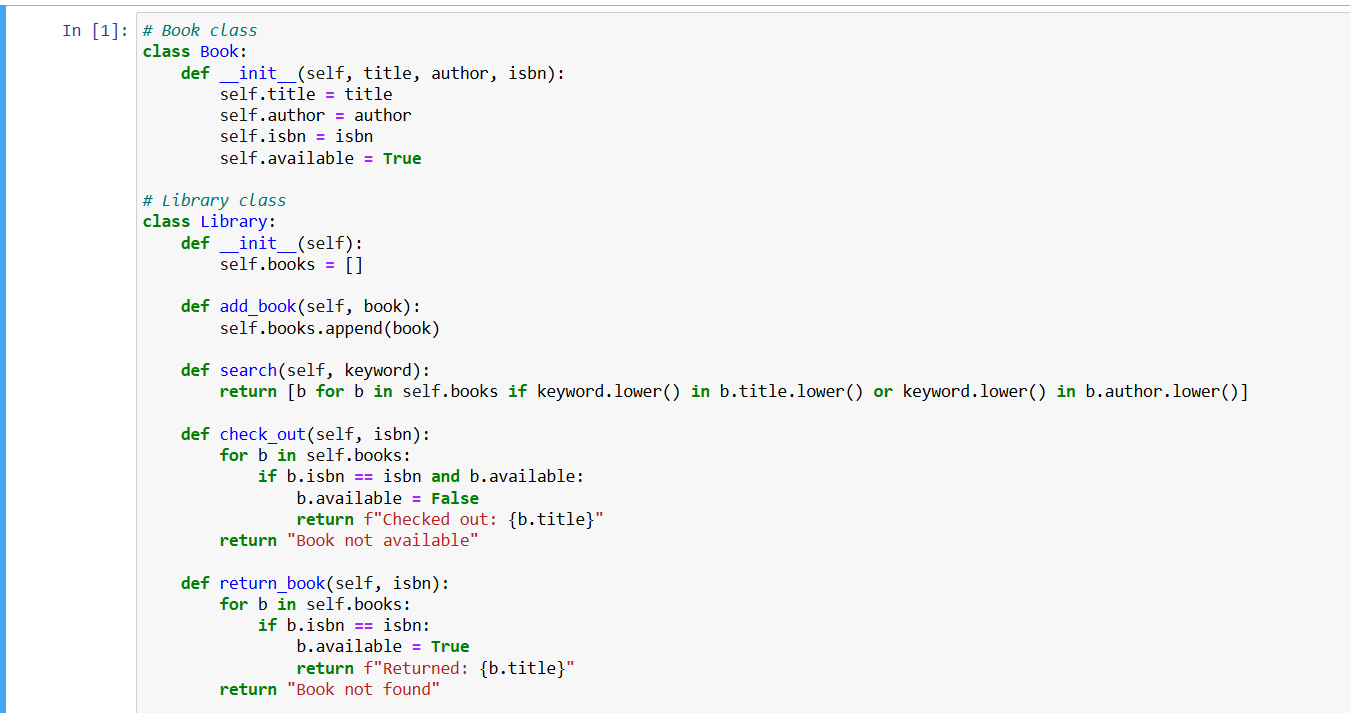 In [1]: # Book class
class Book:
    def __init__(self, title, author, isbn):
        self.title = title
        self.author = author
        self.isbn = isbn
        self.available = True

# Library class
class Library:
    def __init__(self):
        self.books = []

    def add_book(self, book):
        self.books.append(book)

    def search(self, keyword):
        return [b for b in self.books if keyword.lower() in b.title.lower() or keyword.lower() in b.author.lower()]

    def check_out(self, isbn):
        for b in self.books:
            if b.isbn == isbn and b.available:
                b.available = False
                return f"Checked out: {b.title}"
        return "Book not available"

    def return_book(self, isbn):
        for b in self.books:
            if b.isbn == isbn:
                b.available = True
                return f"Returned: {b.title}"
        return "Book not found"